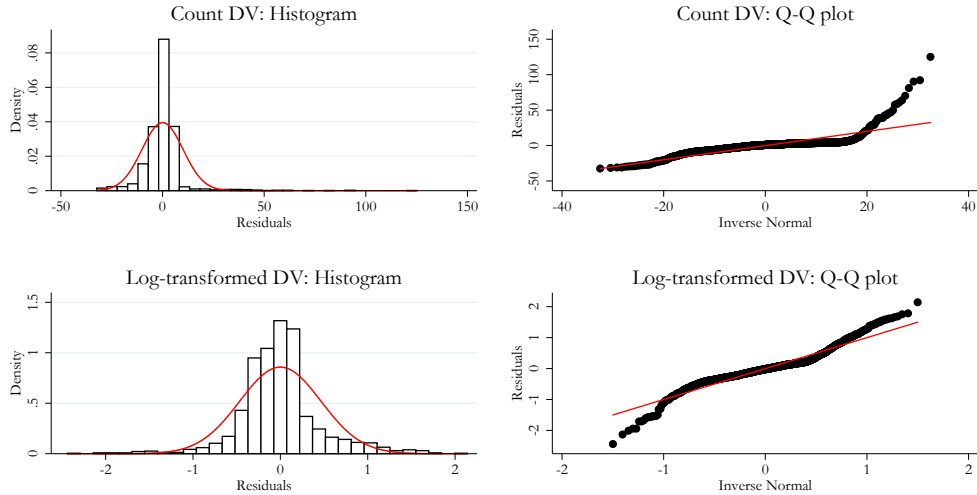 Count DV: Histogram
Density
0 .02 .04 .06 .08
-50 0 50 100 150
Residuals
Count DV: Q-Q plot
Residuals
-50 0 50 100 150
-40 -20 0 20 40
Inverse Normal
Log-transformed DV: Histogram
Density
0 .5 1 1.5
-2 -1 0 1 2
Residuals
Log-transformed DV: Q-Q plot
Residuals
-2 -1 0 1 2
-2 -1 0 1 2
Inverse Normal